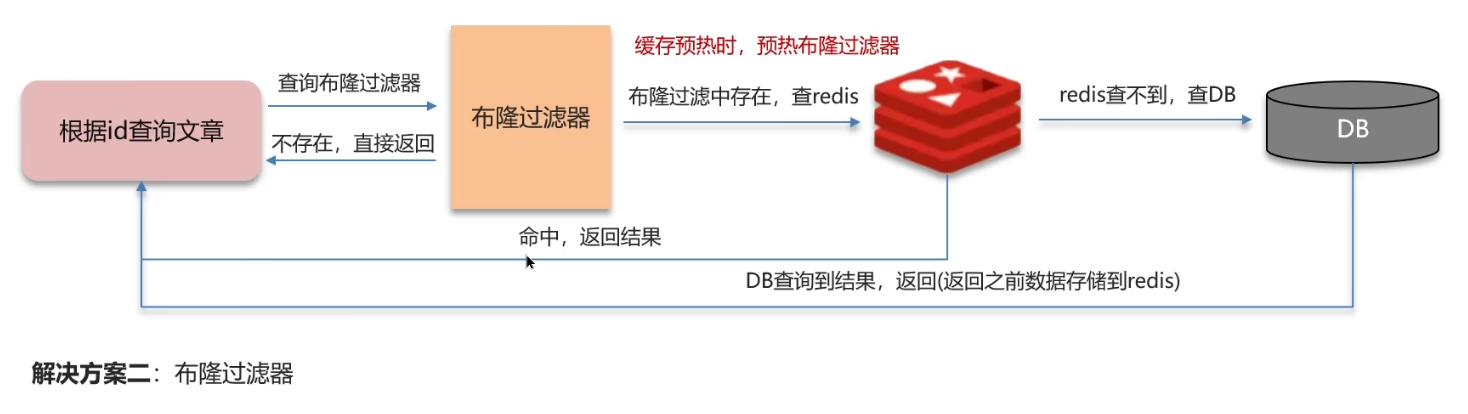 缓存预热时，预热布隆过滤器
查询布隆过滤器
布隆过滤中存在，查redis
redis查不到，查DB
根据id查询文章
布隆过滤器
DB
不存在，直接返回
命中，返回结果
DB查询到结果，返回(返回之前数据存储到redis)
解决方案二：布隆过滤器